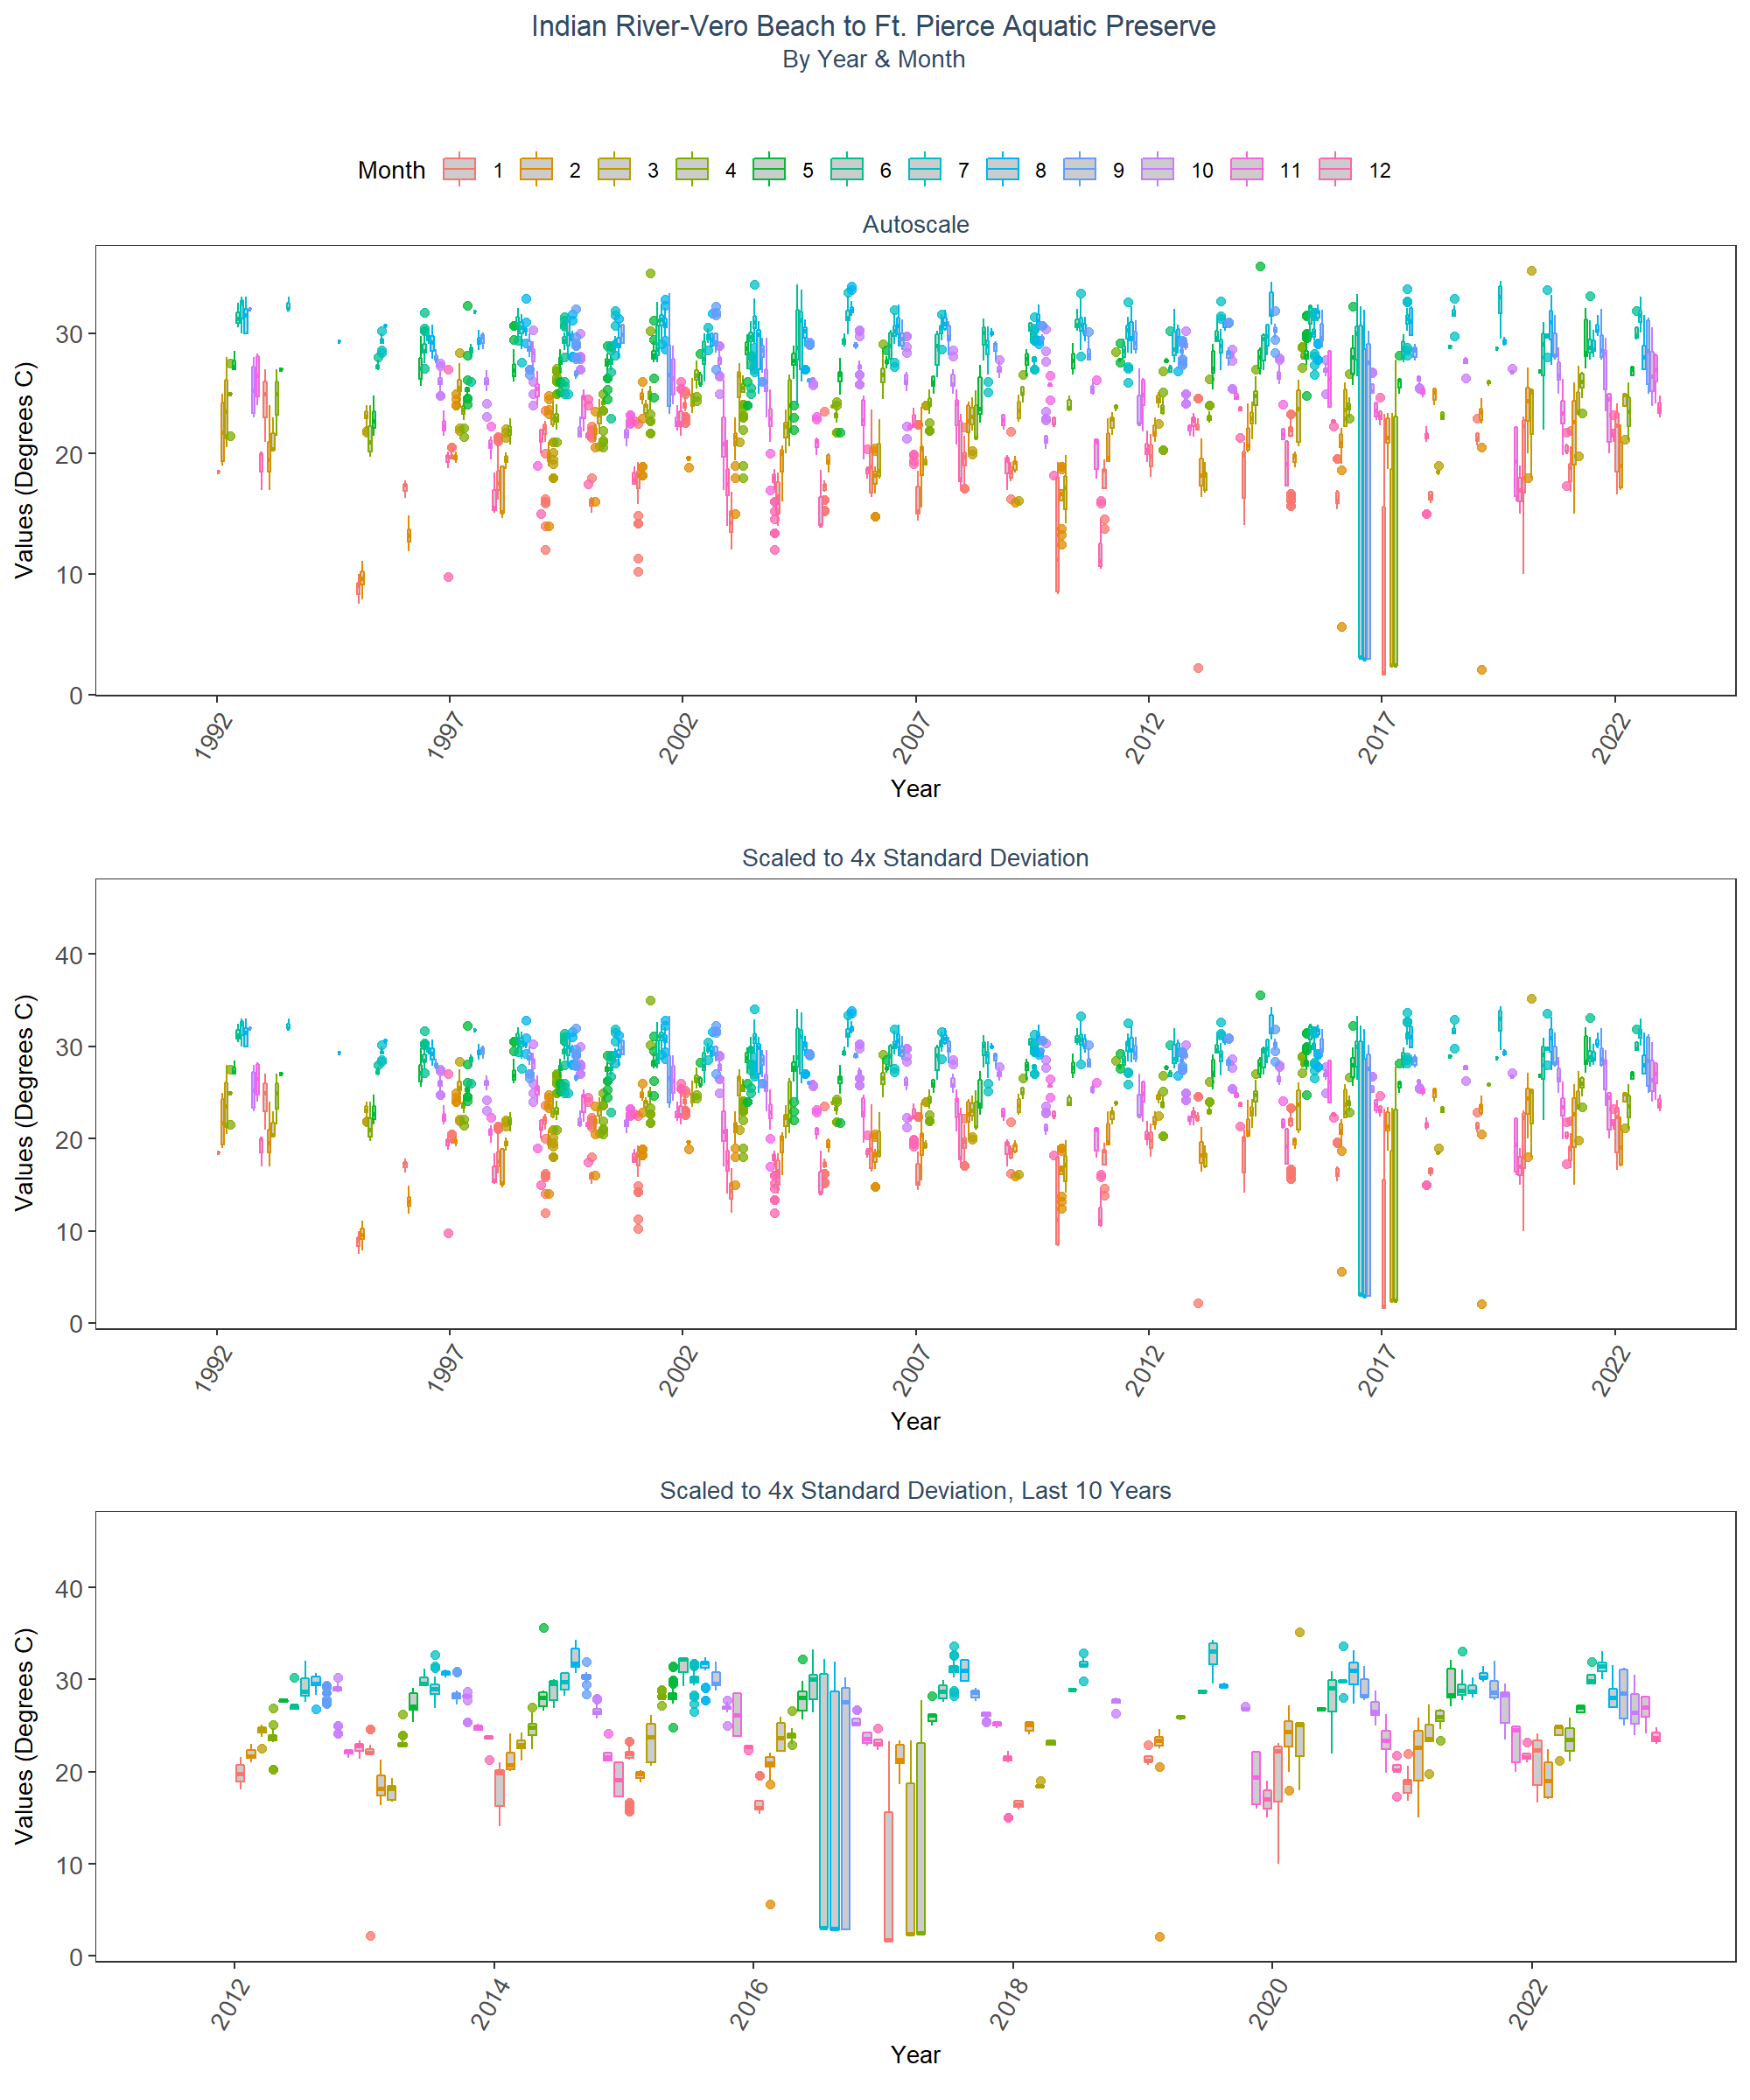 Indian River-Vero Beach to Ft. Pierce Aquatic Preserve
By Year & Month
Month 1 2 3 4 5 6 7 8 9 10 11 12
Autoscale
Values (Degrees C)
30
20
10
0
1992 1997 2002 2007 2012 2017 2022
Year
Scaled to 4x Standard Deviation
Values (Degrees C)
40
30
20
10
0
1992 1997 2002 2007 2012 2017 2022
Year
Scaled to 4x Standard Deviation, Last 10 Years
Values (Degrees C)
40
30
20
10
0
2012 2014 2016 2018 2020 2022
Year